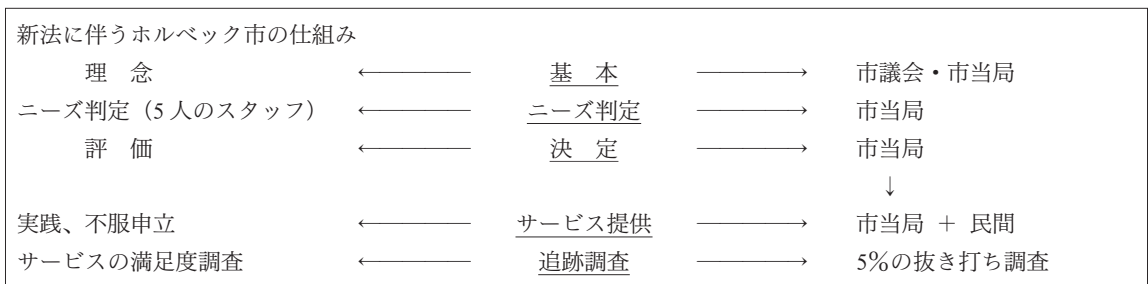 新法に伴うホルベック市の仕組み
理　念 ←――― 基　本 ―――→ 市議会・市当局
ニーズ判定（5人のスタッフ） ←――― ニーズ判定 ―――→ 市当局
評　価 ←――― 決　定 ―――→ 市当局
↓
実践、不服申立 ←――― サービス提供 ―――→ 市当局 ＋ 民間
サービスの満足度調査 ←――― 追跡調査 ―――→ 5％の抜き打ち調査